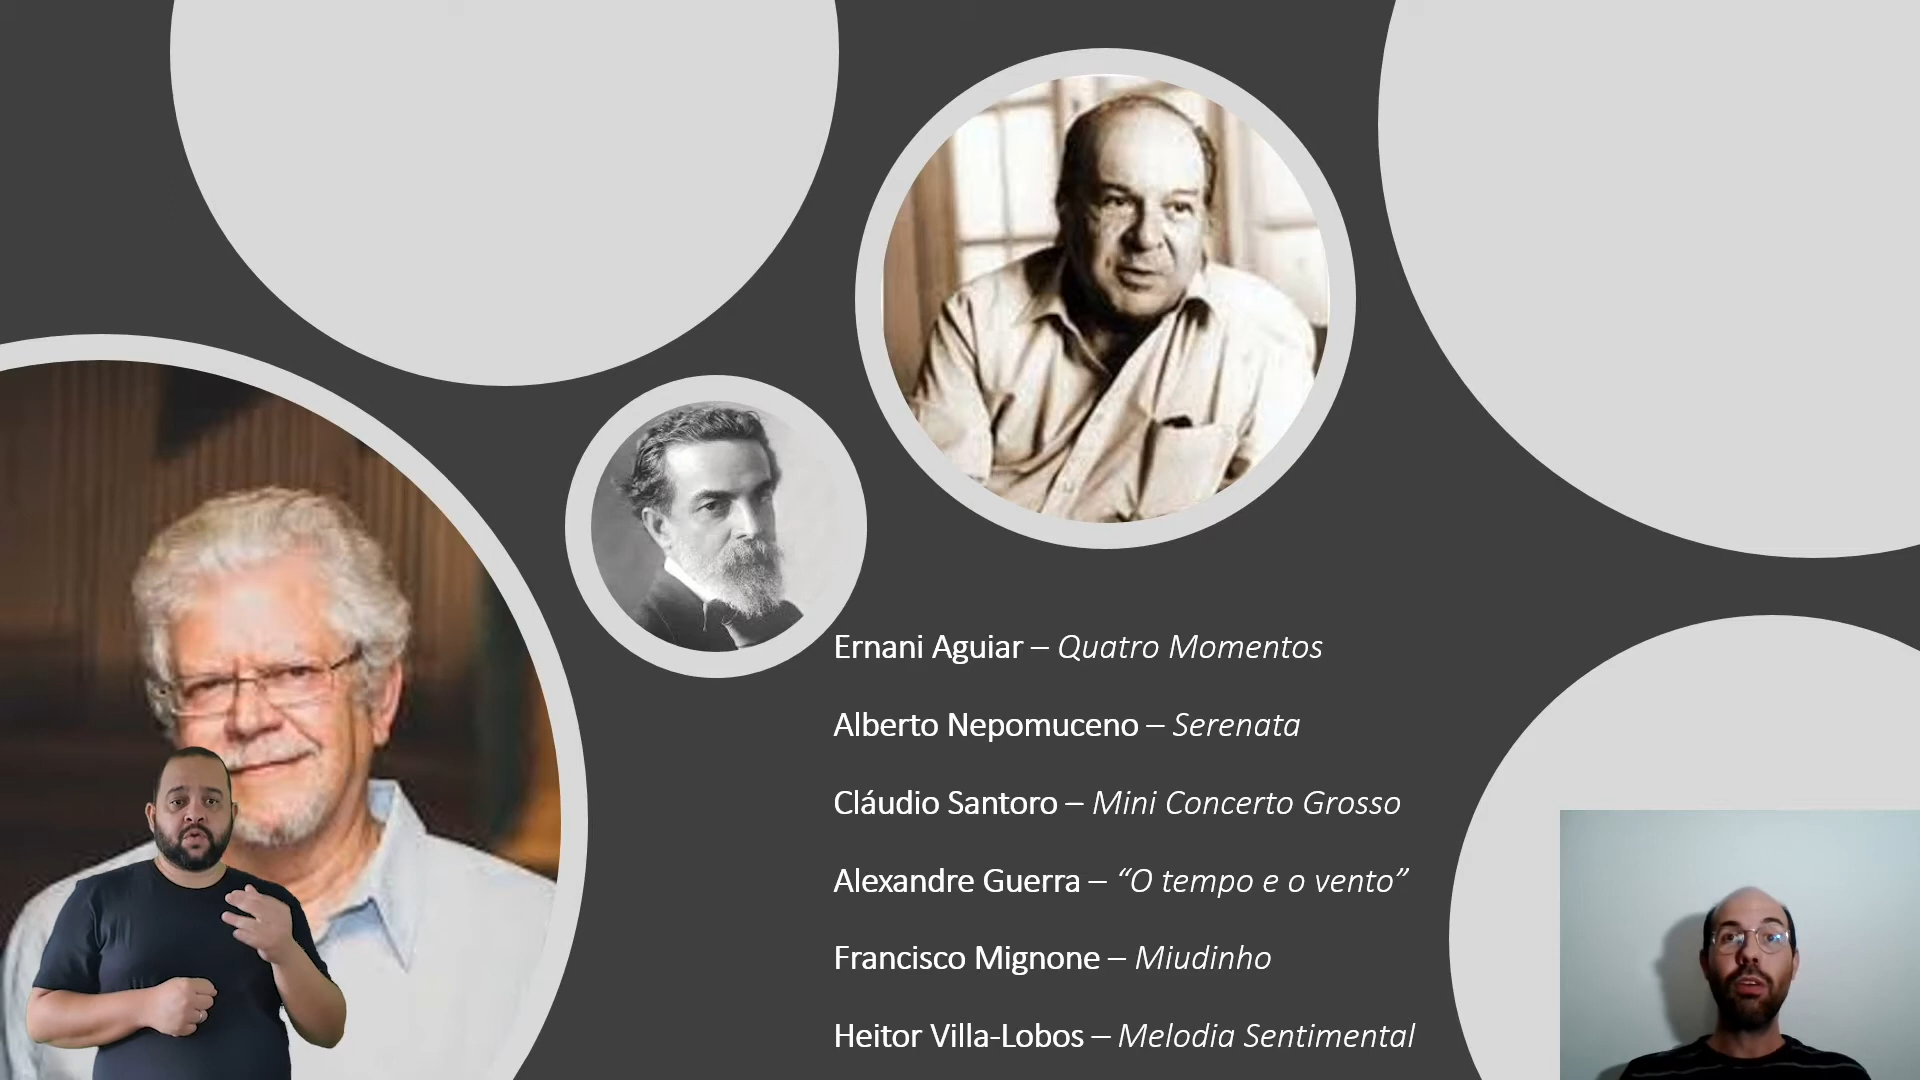 Ernani Aguiar – Quatro Momentos
Alberto Nepomuceno – Serenata
Cláudio Santoro – Mini Concerto Grosso
Alexandre Guerra – “O tempo e o vento”
Francisco Mignone – Miudinho
Heitor Villa-Lobos – Melodia Sentimental